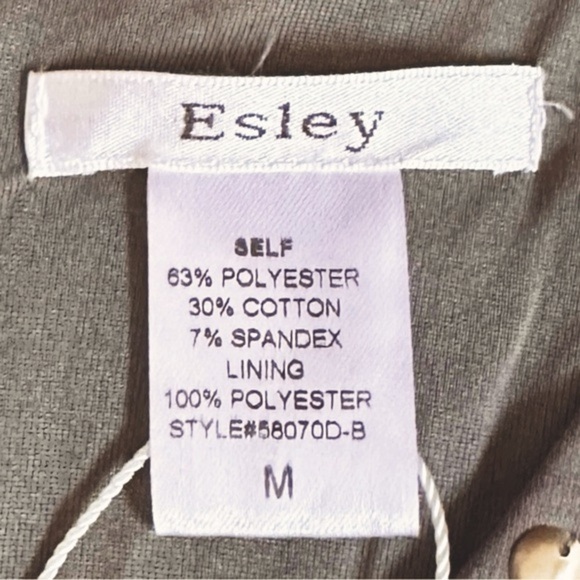 Esley
SELF
63% POLYESTER
30% COTTON
7% SPANDEX
LINING
100% POLYESTER
STYLE#58070D-B
M